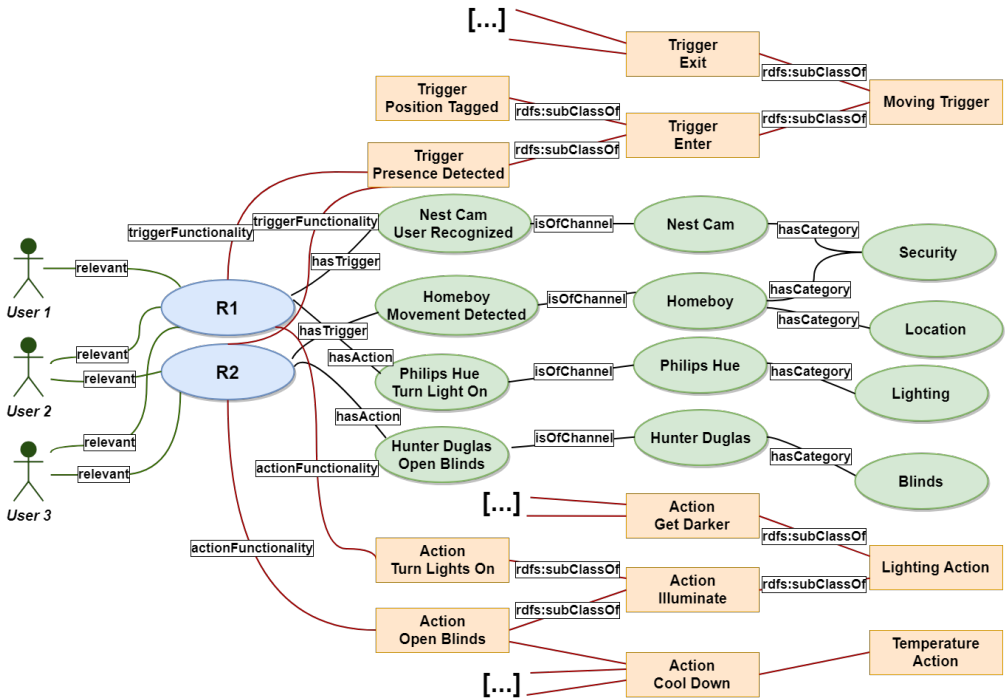 [...]
Trigger
Exit
rdfs:subClassOf
Moving Trigger
Trigger
Position Tagged
rdfs:subClassOf
Trigger
Enter
rdfs:subClassOf
Trigger
Presence Detected
rdfs:subClassOf
triggerFunctionality
triggerFunctionality
Nest Cam
User Recognized
isOfChannel
Nest Cam
hasCategory
Security
User 1
relevant
hasTrigger
R1
Homeboy
Movement Detected
isOfChannel
Homeboy
hasCategory
hasCategory
Location
hasTrigger
User 2
relevant
relevant
R2
hasAction
Philips Hue
Turn Light On
isOfChannel
Philips Hue
hasCategory
Lighting
hasAction
User 3
relevant
relevant
Hunter Duglas
Open Blinds
isOfChannel
Hunter Duglas
hasCategory
Blinds
actionFunctionality
[...]
Action
Get Darker
rdfs:subClassOf
Lighting Action
actionFunctionality
Action
Turn Lights On
rdfs:subClassOf
Action
Illuminate
rdfs:subClassOf
Action
Open Blinds
rdfs:subClassOf
[...]
Action
Cool Down
Temperature
Action